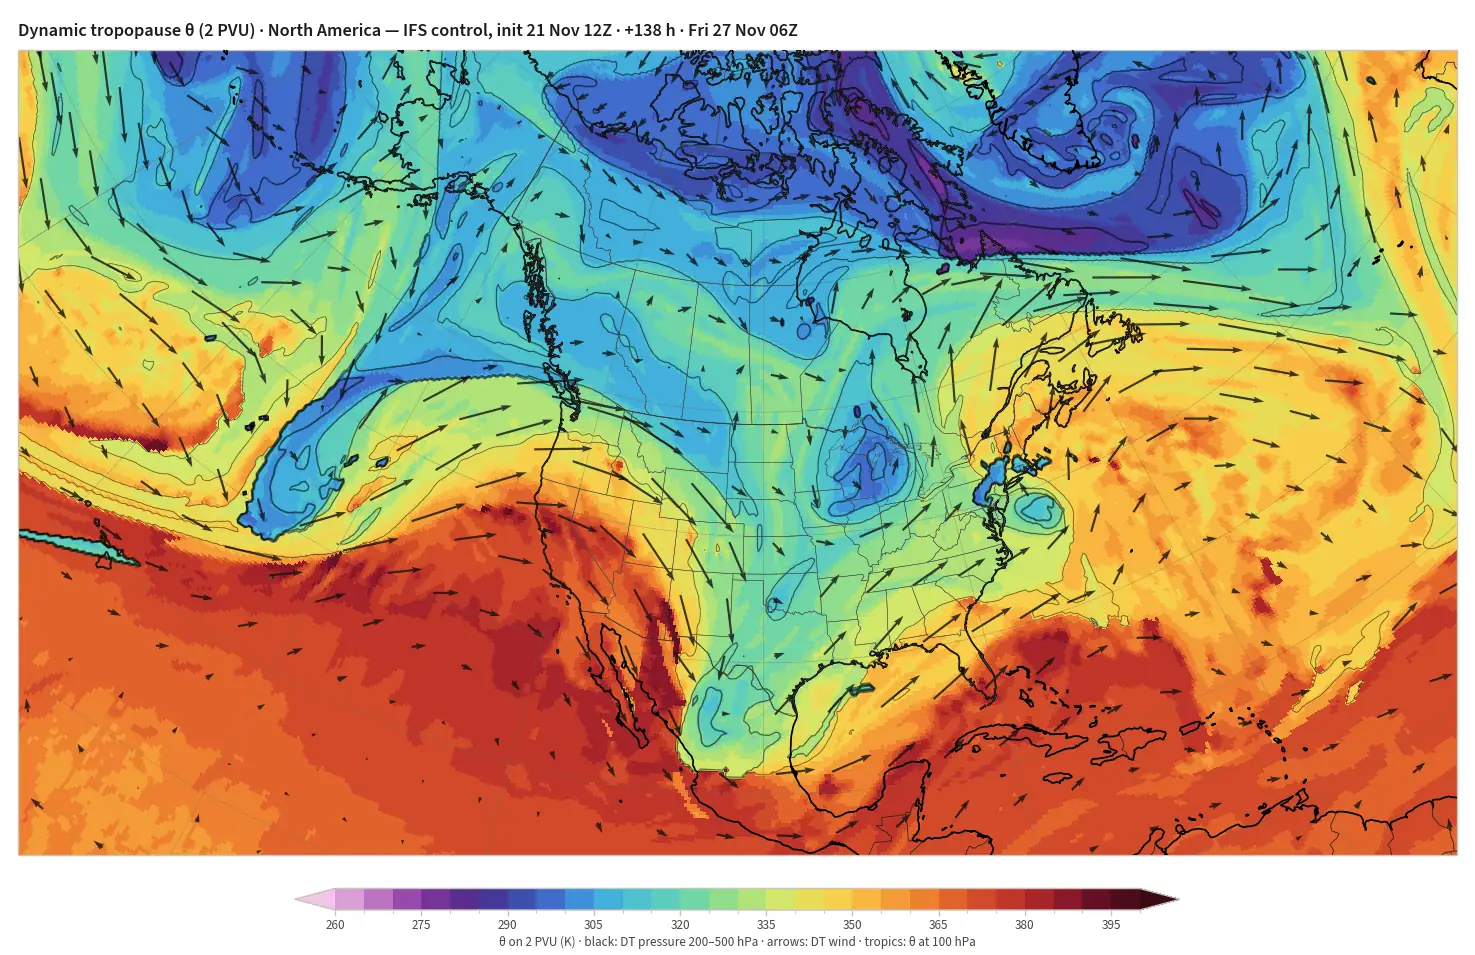 Dynamic tropopause θ (2 PVU) · North America — IFS control, init 21 Nov 12Z · +138 h · Fri 27 Nov 06Z
260 275 290 305 320 335 350 365 380 395
θ on 2 PVU (K) · black: DT pressure 200–500 hPa · arrows: DT wind · tropics: θ at 100 hPa